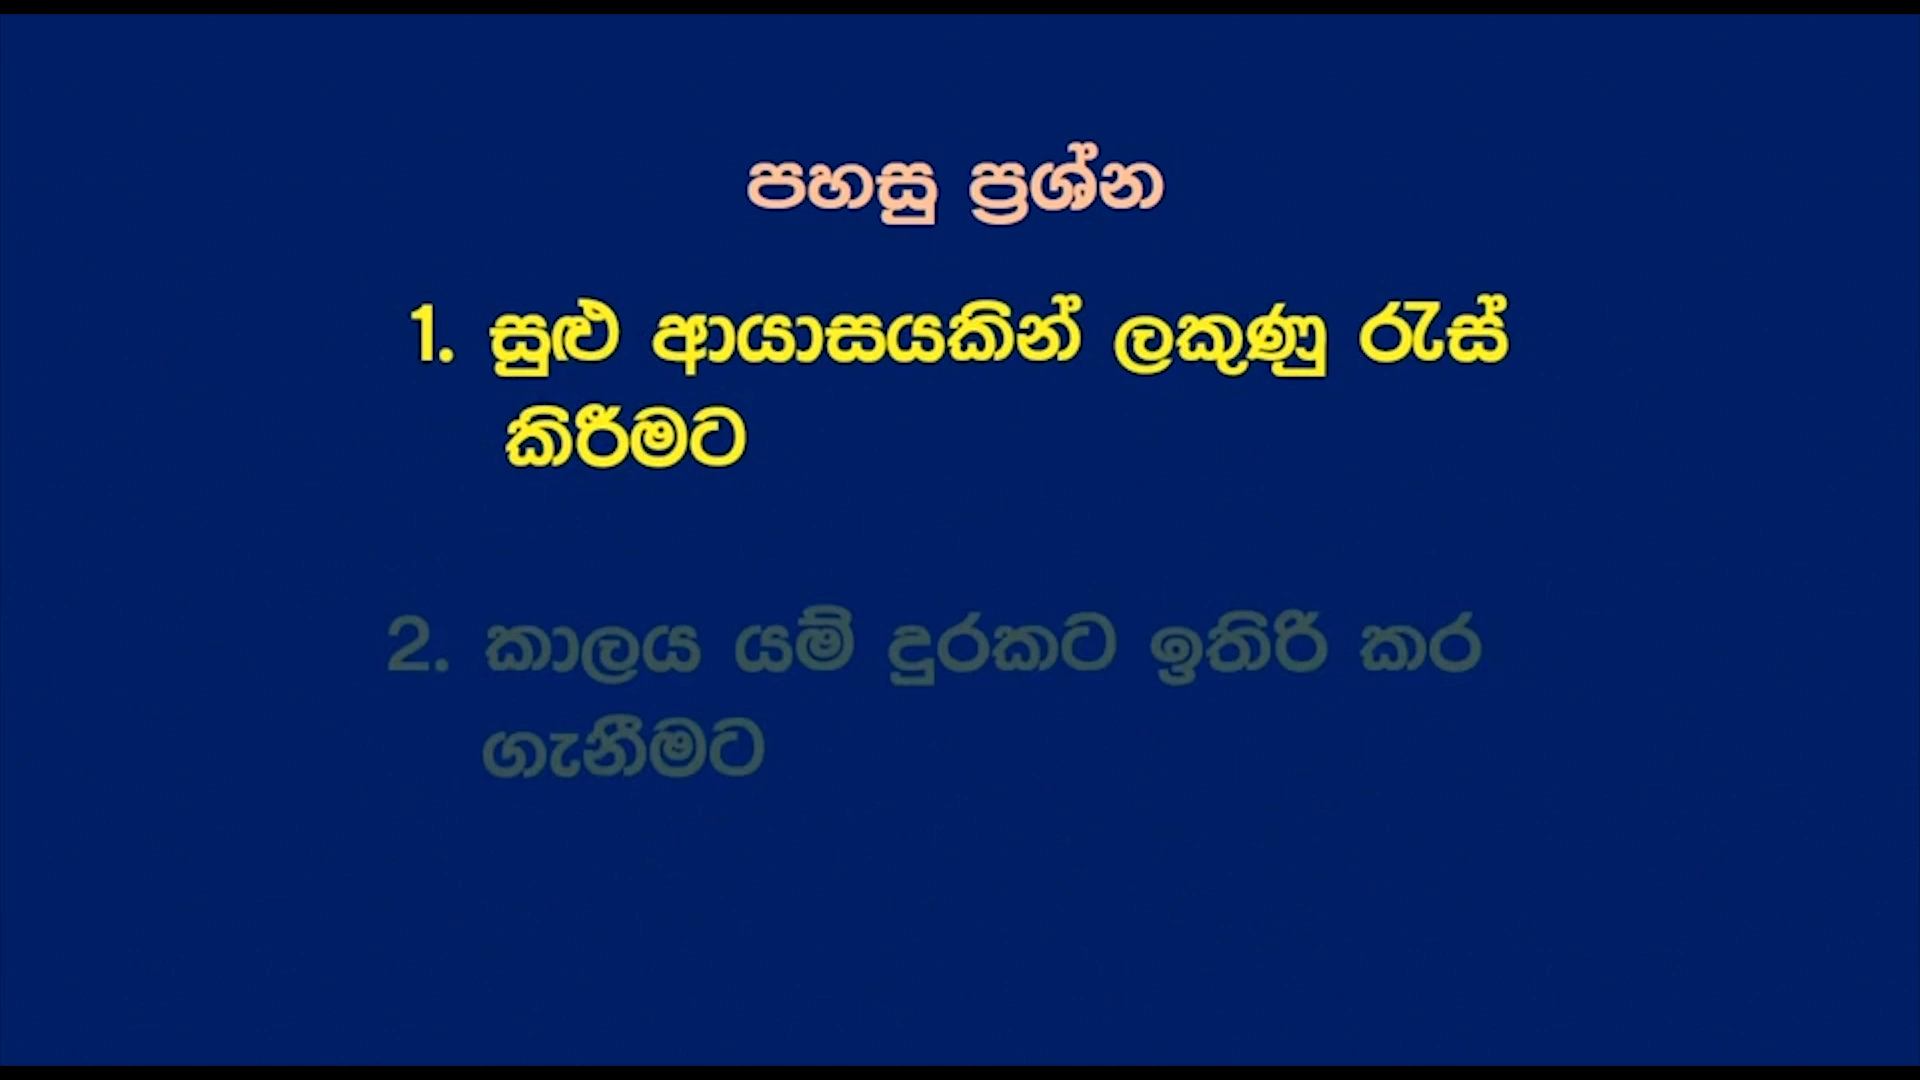 පහසු ප්‍රශ්න
1. සුළු ආයාසයකින් ලකුණු රැස්
කිරීමට
2. කාලය යම් දුරකට ඉතිරි කර
ගැනීමට